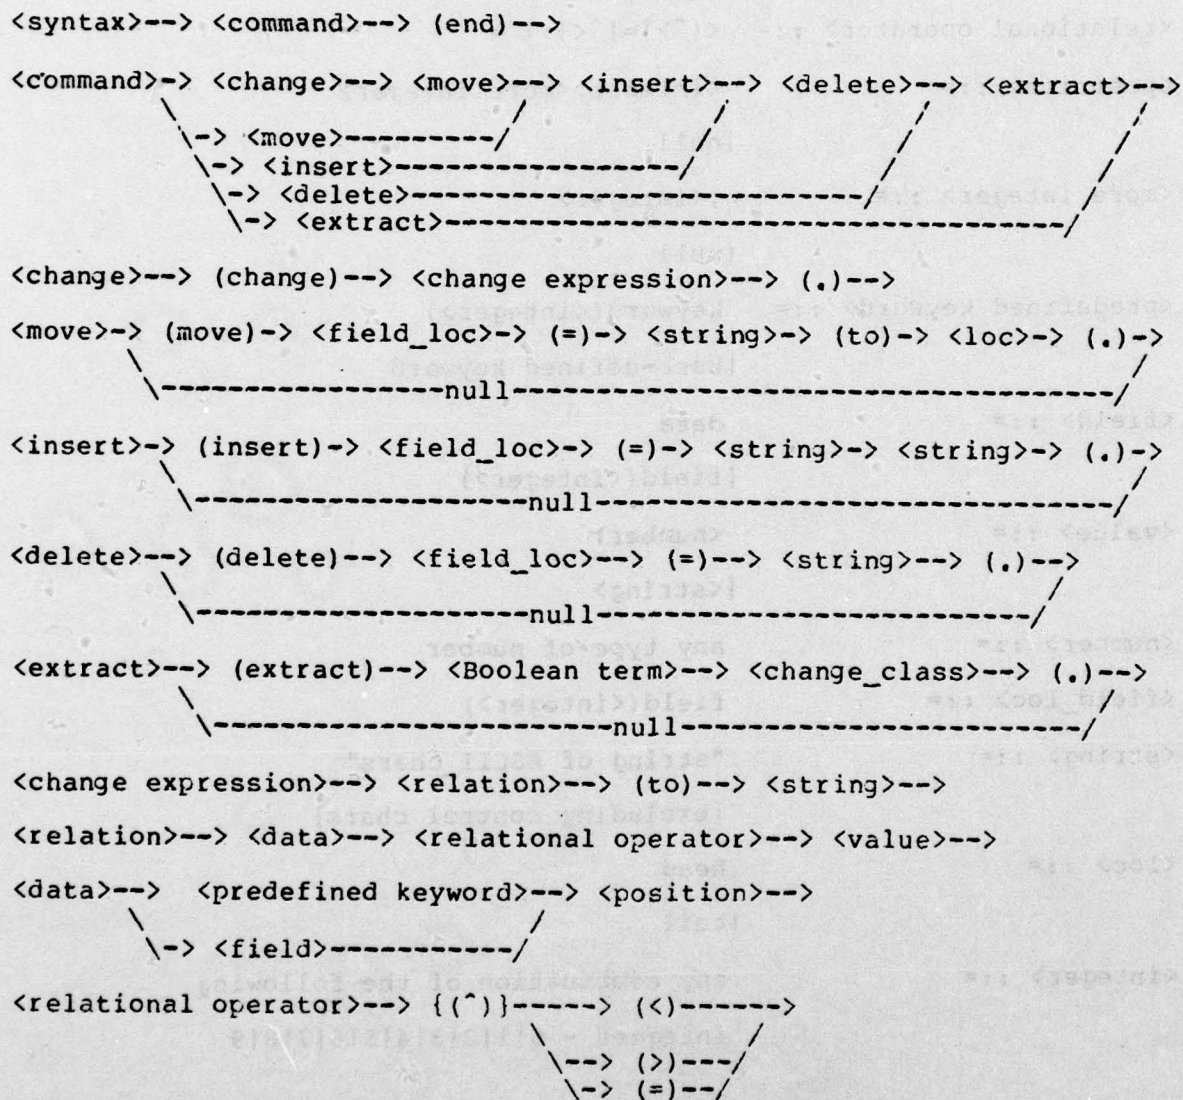 <syntax>--> <command>--> (end)-->
<command>-> <change>--> <move>--> <insert>--> <delete>--> <extract>-->
\-> <move>---------/
\-> <insert>-----------------/
\-> <delete>---------------------------/
\-> <extract>-------------------------------------/
<change>--> (change)--> <change expression>--> (.)-->
<move>-> (move)-> <field_loc>-> (=)-> <string>-> (to)-> <loc>-> (.)->
\-----------------null----------------------------------/
<insert>-> (insert)-> <field_loc>-> (=)-> <string>-> <string>-> (.)->
\--------------------null-----------------------------/
<delete>--> (delete)--> <field_loc>--> (=)--> <string>--> (.)-->
\--------------------null------------------------/
<extract>--> (extract)--> <Boolean term>--> <change_class>--> (.)-->
\------------------------null---------------------/
<change expression>--> <relation>--> (to)--> <string>-->
<relation>--> <data>--> <relational operator>--> <value>-->
<data>--> <predefined keyword>--> <position>-->
\-> <field>------------/
<relational operator>--> {(^)}-----> (<)------>
\--> (>)---/
\-> (=)--/